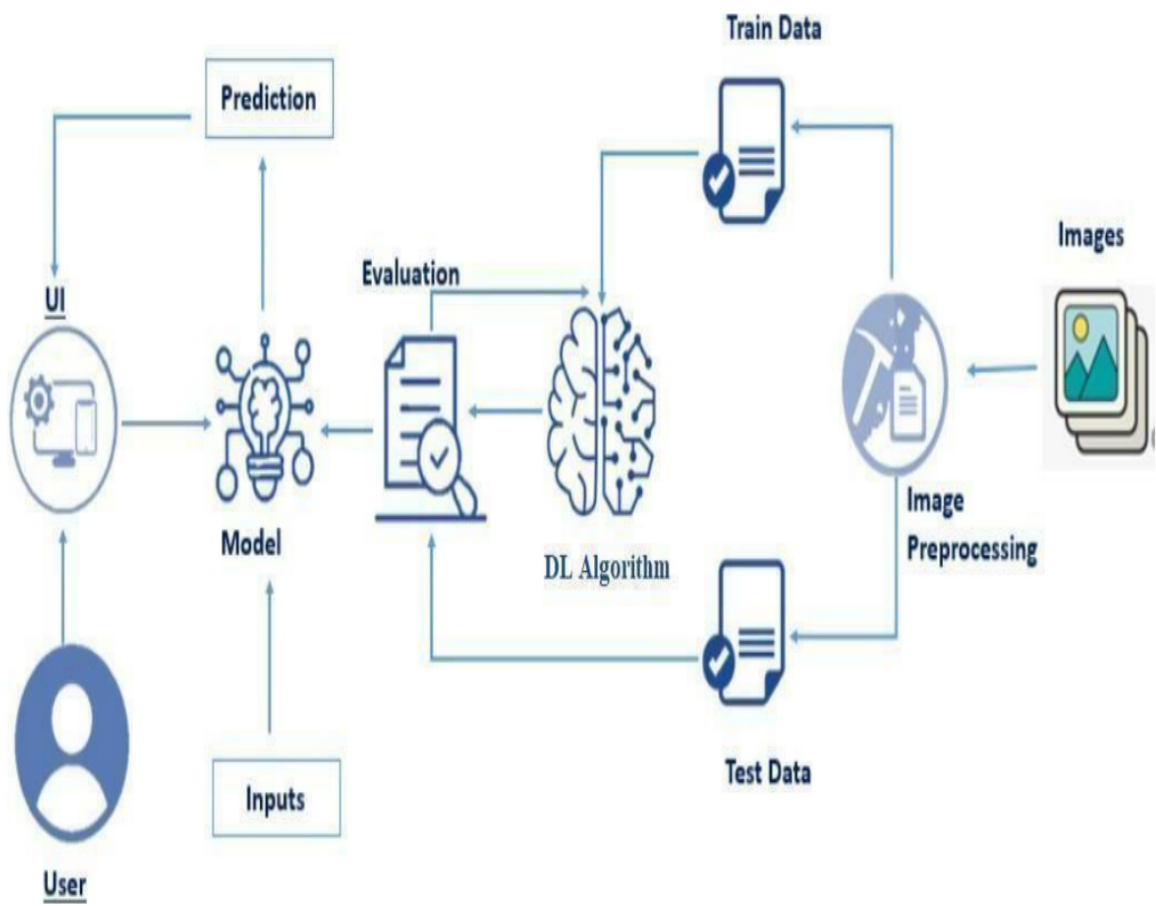 Train Data
Prediction
Images
Evaluation
UI
Image
Preprocessing
Model
DL Algorithm
Test Data
Inputs
User